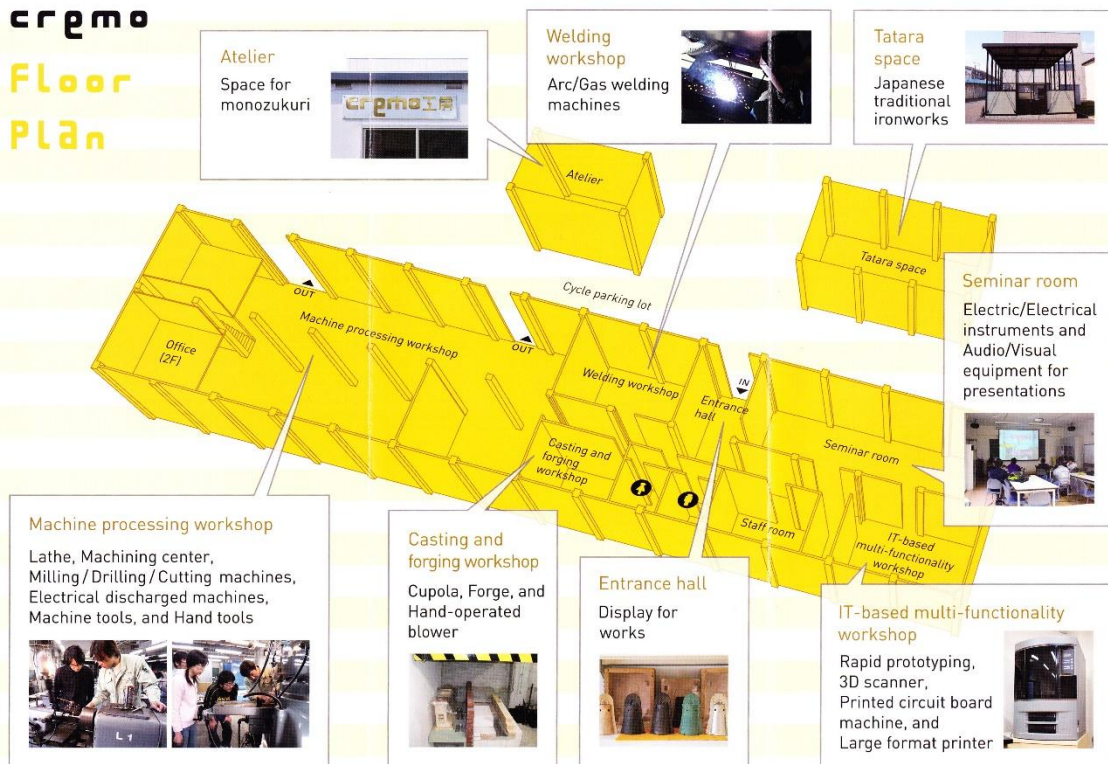 cremo
Floor
Plan
Atelier
Space for
monozukuri
cremo工房
Welding
workshop
Arc/Gas welding
machines
Tatara
space
Japanese
traditional
ironworks
Atelier
Tatara space
Cycle parking lot
OUT
Machine processing workshop
OUT
Office
(2F)
Welding workshop
IN
Entrance
hall
Seminar room
Casting and
forging
workshop
Staff room
IT-based
multi-functionality
workshop
Seminar room
Electric/Electrical
instruments and
Audio/Visual
equipment for
presentations
Machine processing workshop
Lathe, Machining center,
Milling/Drilling/Cutting machines,
Electrical discharged machines,
Machine tools, and Hand tools
L1
Casting and
forging workshop
Cupola, Forge, and
Hand-operated
blower
Entrance hall
Display for
works
IT-based multi-functionality
workshop
Rapid prototyping,
3D scanner,
Printed circuit board
machine, and
Large format printer